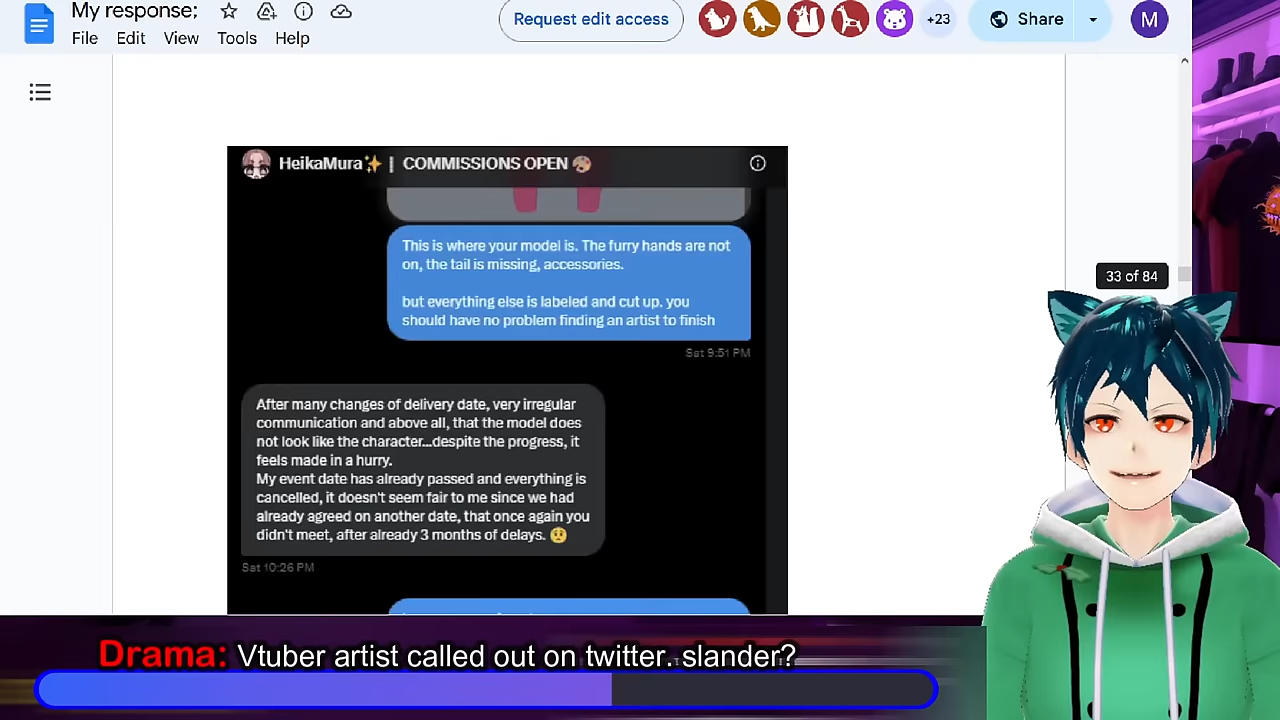 My response:
File Edit View Tools Help
Request edit access
+23
Share
M
HeikaMura✨ | COMMISSIONS OPEN 🎨
This is where your model is. The furry hands are not
on, the tail is missing, accessories.
but everything else is labeled and cut up. you
should have no problem finding an artist to finish
Sat 9:51 PM
33 of 84
After many changes of delivery date, very irregular
communication and above all, that the model does
not look like the character...despite the progress, it
feels made in a hurry.
My event date has already passed and everything is
cancelled, it doesn't seem fair to me since we had
already agreed on another date, that once again you
didn't meet, after already 3 months of delays. 🤨
Sat 10:26 PM
Drama: Vtuber artist called out on twitter. slander?